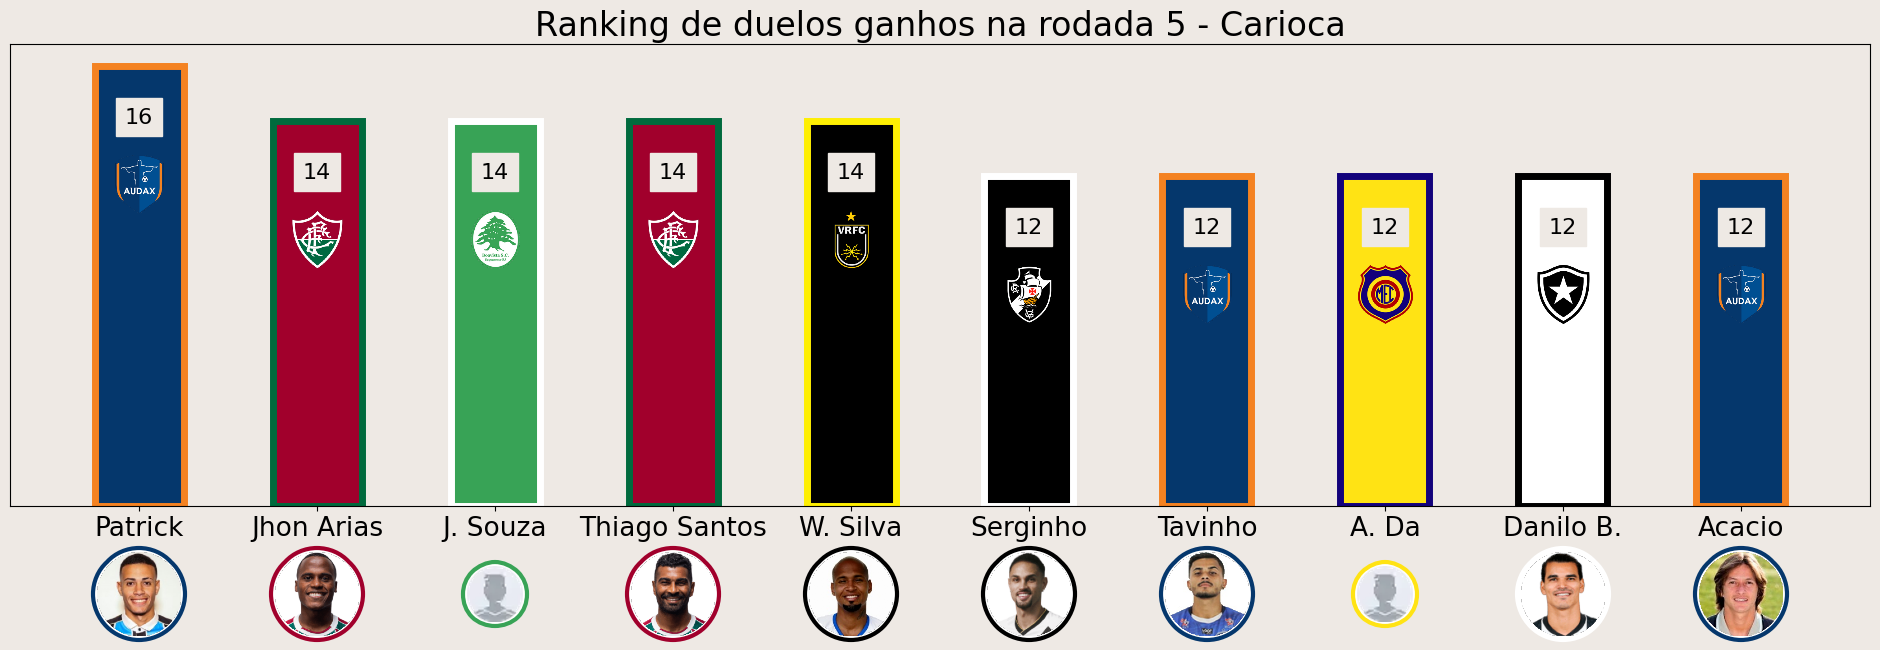 Ranking de duelos ganhos na rodada 5 - Carioca
16
14
14
14
14
12
12
12
12
12
AUDAX
VRFC
AUDAX
MEC
AUDAX
Patrick
Jhon Arias
J. Souza
Thiago Santos
W. Silva
Serginho
Tavinho
A. Da
Danilo B.
Acacio